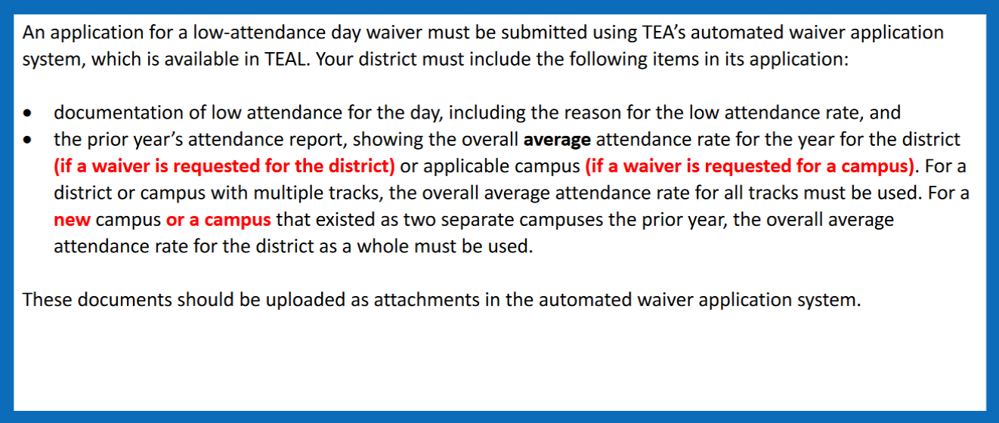 An application for a low-attendance day waiver must be submitted using TEA’s automated waiver application
system, which is available in TEAL. Your district must include the following items in its application:
• documentation of low attendance for the day, including the reason for the low attendance rate, and
• the prior year’s attendance report, showing the overall average attendance rate for the year for the district
(if a waiver is requested for the district) or applicable campus (if a waiver is requested for a campus). For a
district or campus with multiple tracks, the overall average attendance rate for all tracks must be used. For a
new campus or a campus that existed as two separate campuses the prior year, the overall average
attendance rate for the district as a whole must be used.
These documents should be uploaded as attachments in the automated waiver application system.